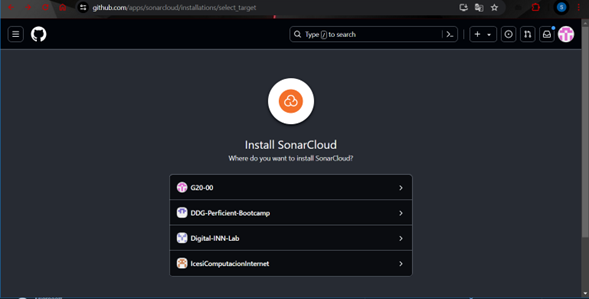 github.com/apps/sonarcloud/installations/select_target
Type / to search
S
Install SonarCloud
Where do you want to install SonarCloud?
G20-00
DDG-Perficient-Bootcamp
Digital-INN-Lab
IcesiComputacionInternet